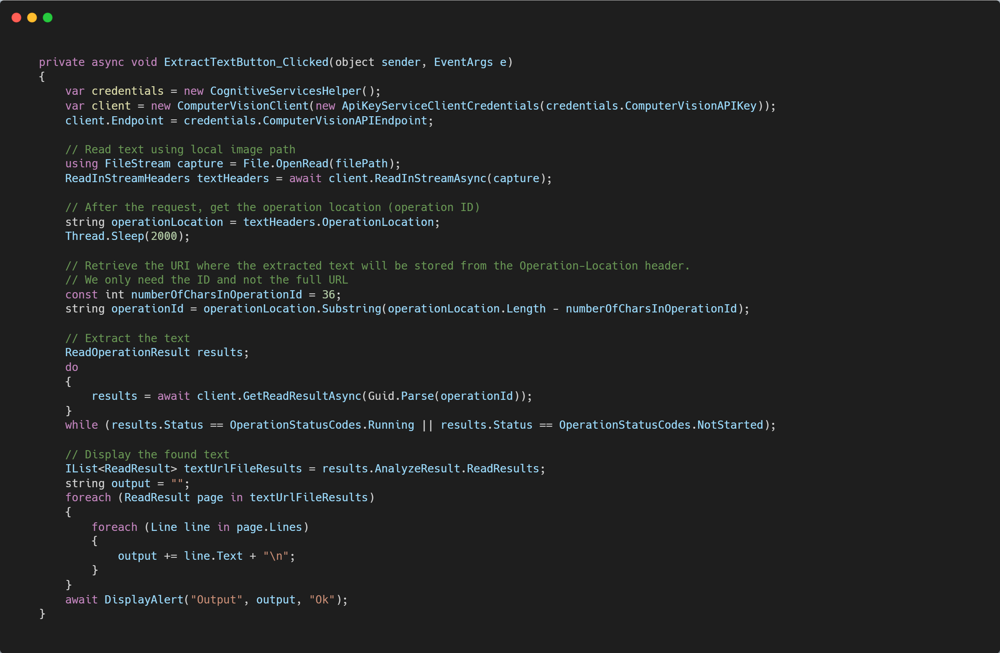 private async void ExtractTextButton_Clicked(object sender, EventArgs e)
{
    var credentials = new CognitiveServicesHelper();
    var client = new ComputerVisionClient(new ApiKeyServiceClientCredentials(credentials.ComputerVisionAPIKey));
    client.Endpoint = credentials.ComputerVisionAPIEndpoint;

    // Read text using local image path
    using FileStream capture = File.OpenRead(filePath);
    ReadInStreamHeaders textHeaders = await client.ReadInStreamAsync(capture);

    // After the request, get the operation location (operation ID)
    string operationLocation = textHeaders.OperationLocation;
    Thread.Sleep(2000);

    // Retrieve the URI where the extracted text will be stored from the Operation-Location header.
    // We only need the ID and not the full URL
    const int numberOfCharsInOperationId = 36;
    string operationId = operationLocation.Substring(operationLocation.Length - numberOfCharsInOperationId);

    // Extract the text
    ReadOperationResult results;
    do
    {
        results = await client.GetReadResultAsync(Guid.Parse(operationId));
    }
    while (results.Status == OperationStatusCodes.Running || results.Status == OperationStatusCodes.NotStarted);

    // Display the found text
    IList<ReadResult> textUrlFileResults = results.AnalyzeResult.ReadResults;
    string output = "";
    foreach (ReadResult page in textUrlFileResults)
    {
        foreach (Line line in page.Lines)
        {
            output += line.Text + "\n";
        }
    }
    await DisplayAlert("Output", output, "Ok");
}